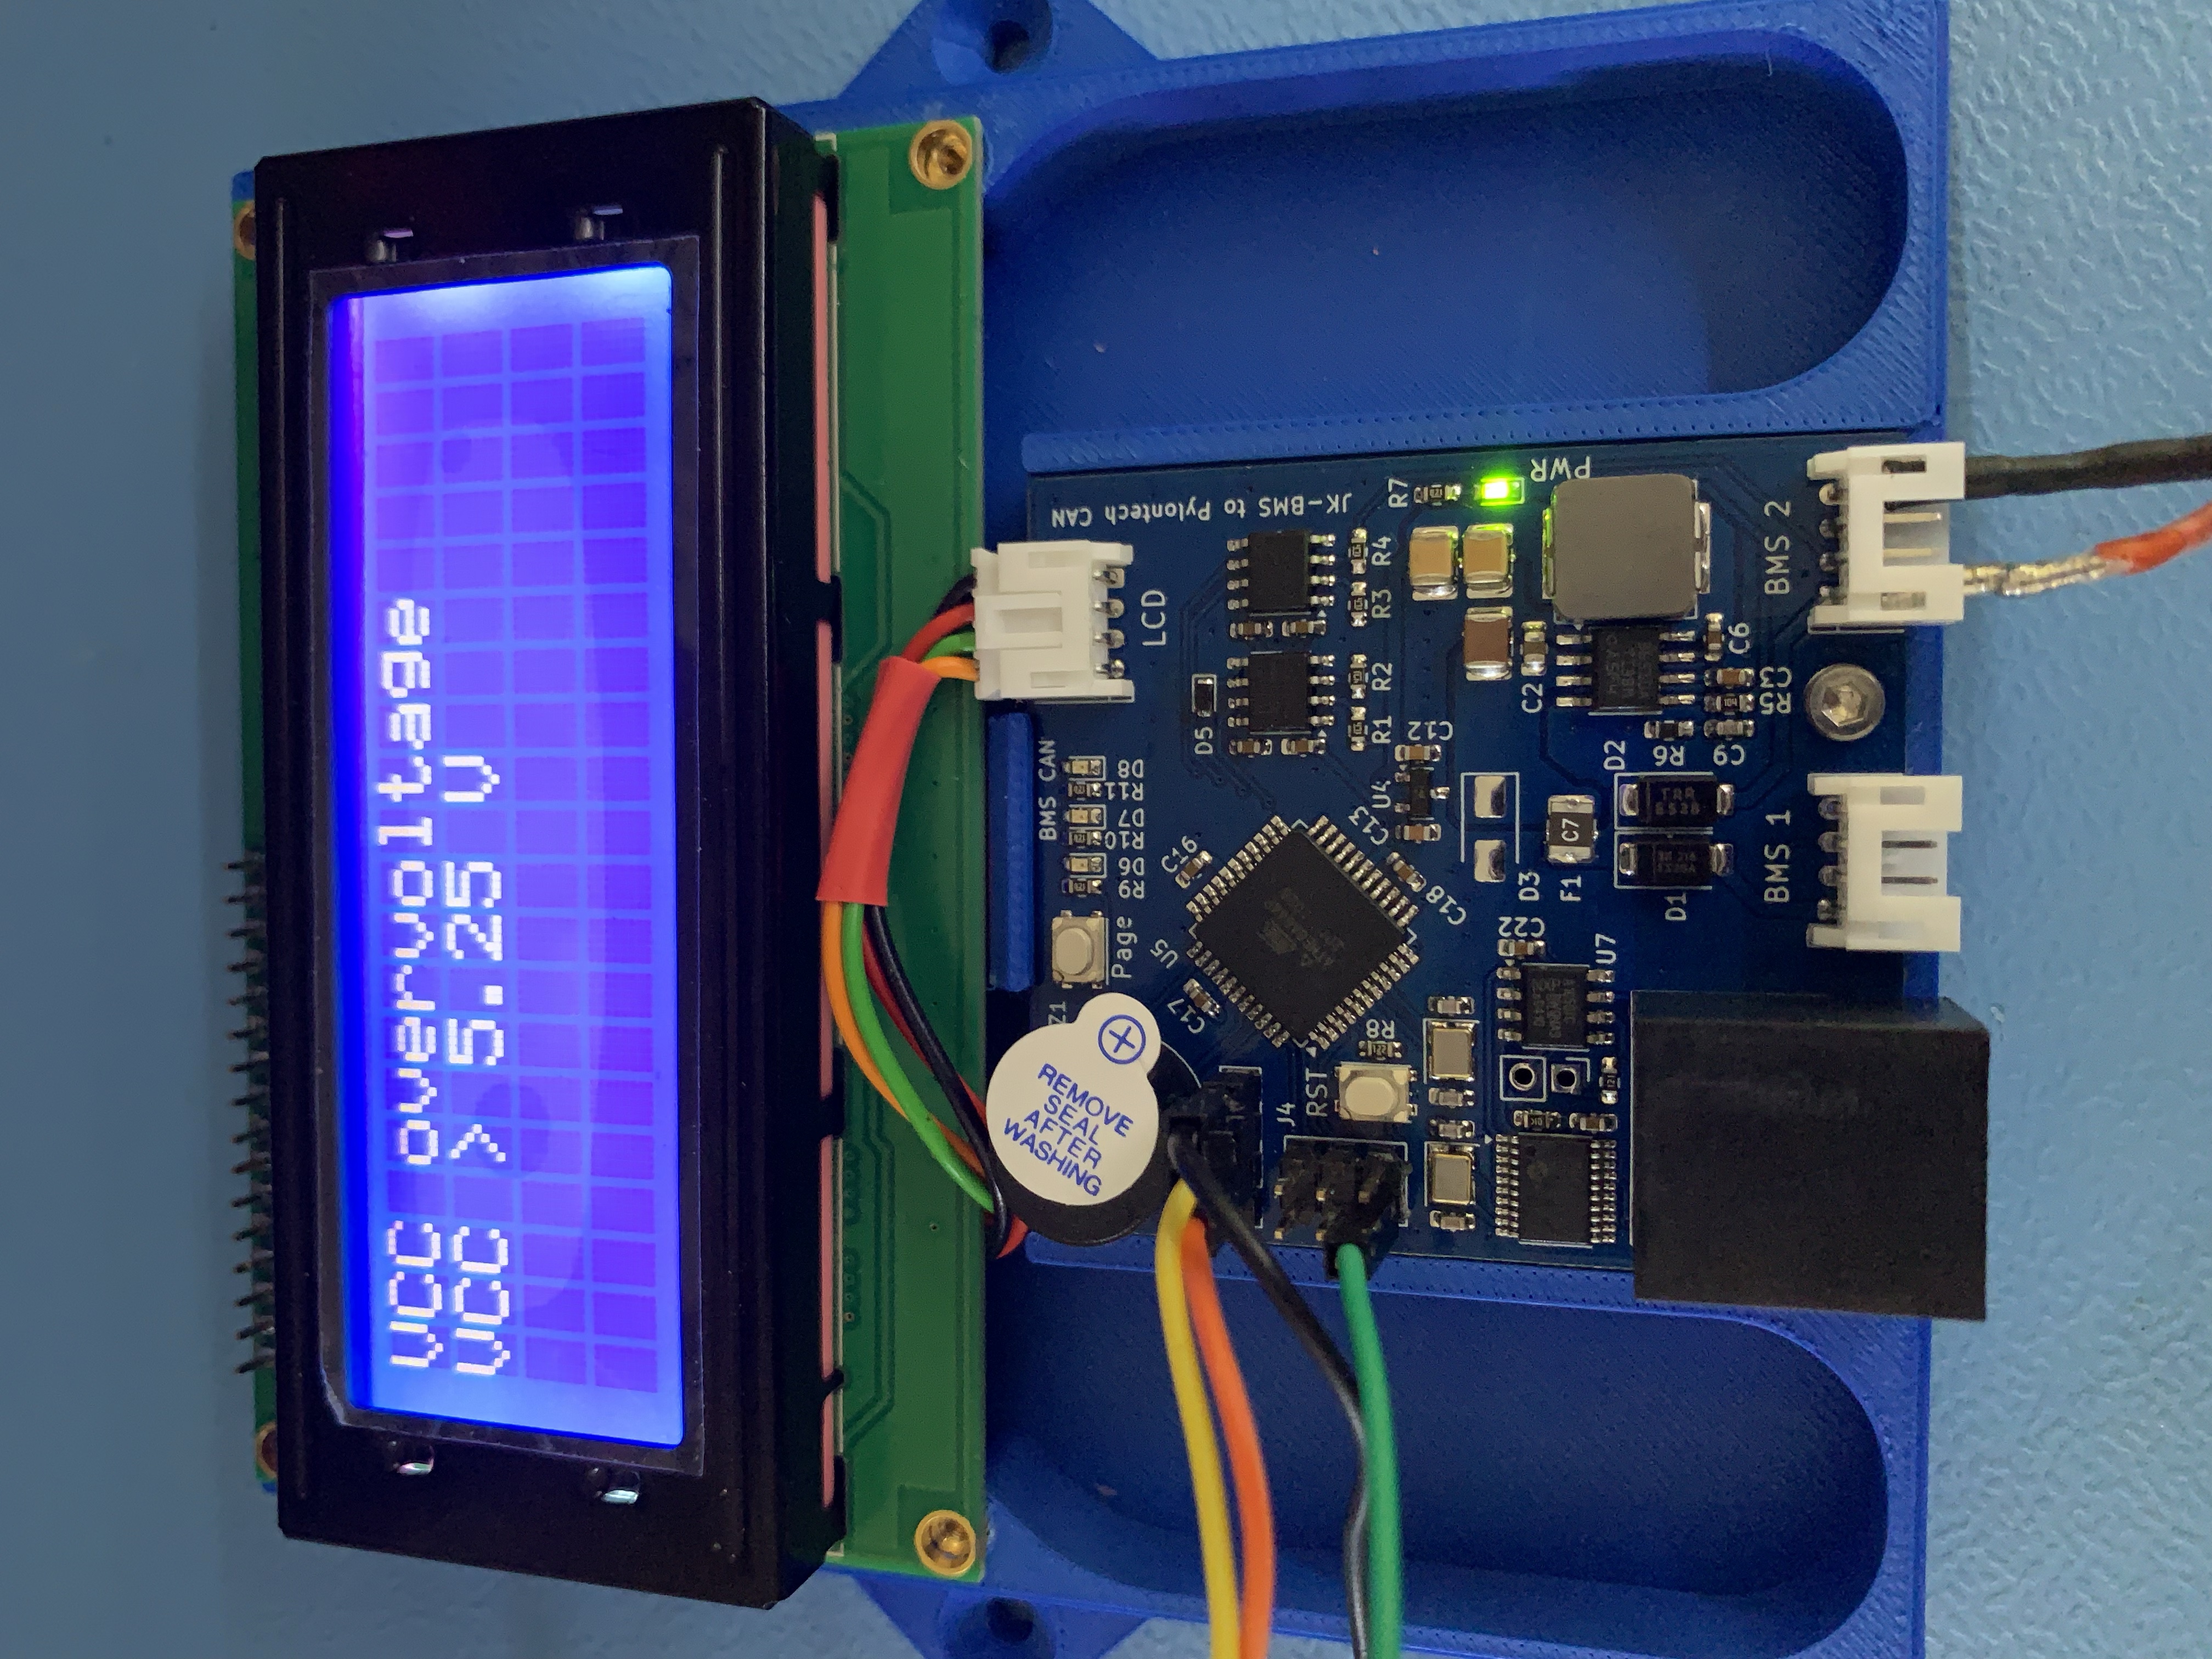 VCC overvoltage
VCC > 5.25 V
REMOVE
SEAL
AFTER
WASHING
Z1
Page
BMS CAN
R9
D6
R10
D7
R11
D8
LCD
JK-BMS to Pylontech CAN
C17
U5
C16
D5
J4
RST
R8
R1
R2
R3
R4
C13
U4
C12
C18
R7
C22
D3
C2
F1
C7
PWR
U7
D2
D1
R6
C9
R5
C3
C6
BMS 1
BMS 2